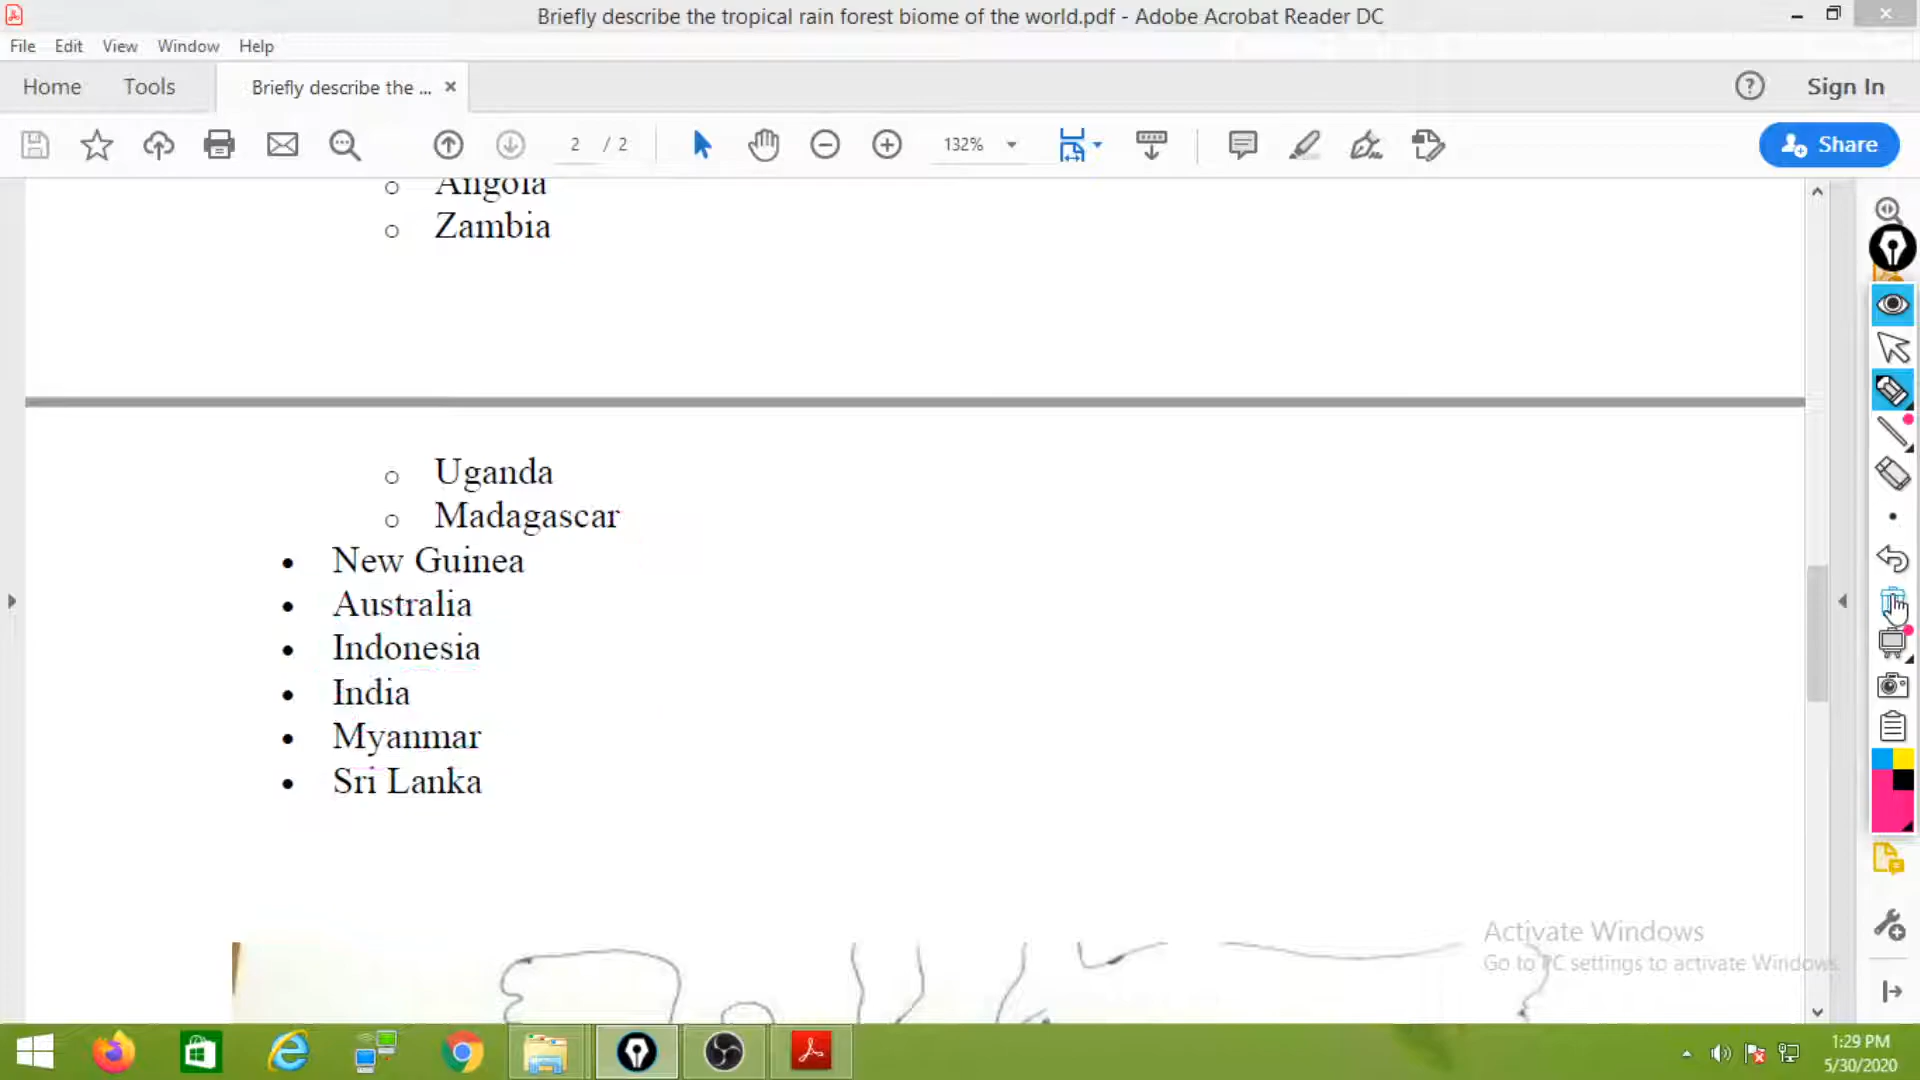 Briefly describe the tropical rain forest biome of the world.pdf - Adobe Acrobat Reader DC
File Edit View Window Help
Home Tools Briefly describe the ... × Sign In
2 / 2 132% Share
Angola
Zambia
Uganda
Madagascar
New Guinea
Australia
Indonesia
India
Myanmar
Sri Lanka
Activate Windows
Go to PC settings to activate Windows.
1:29 PM
5/30/2020